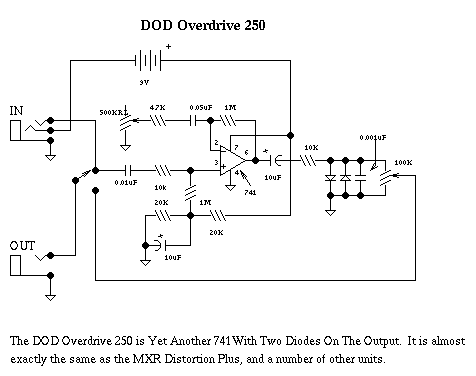 DOD Overdrive 250
+
9V
IN
500KRL
4.7K
0.05uF
1M
2
7
6
3
4
+
741
0.01uF
10k
1M
20K
20K
+
10uF
+
10uF
10K
0.001uF
100K
OUT
The DOD Overdrive 250 is Yet Another 741 With Two Diodes On The Output. It is almost
exactly the same as the MXR Distortion Plus, and a number of other units.